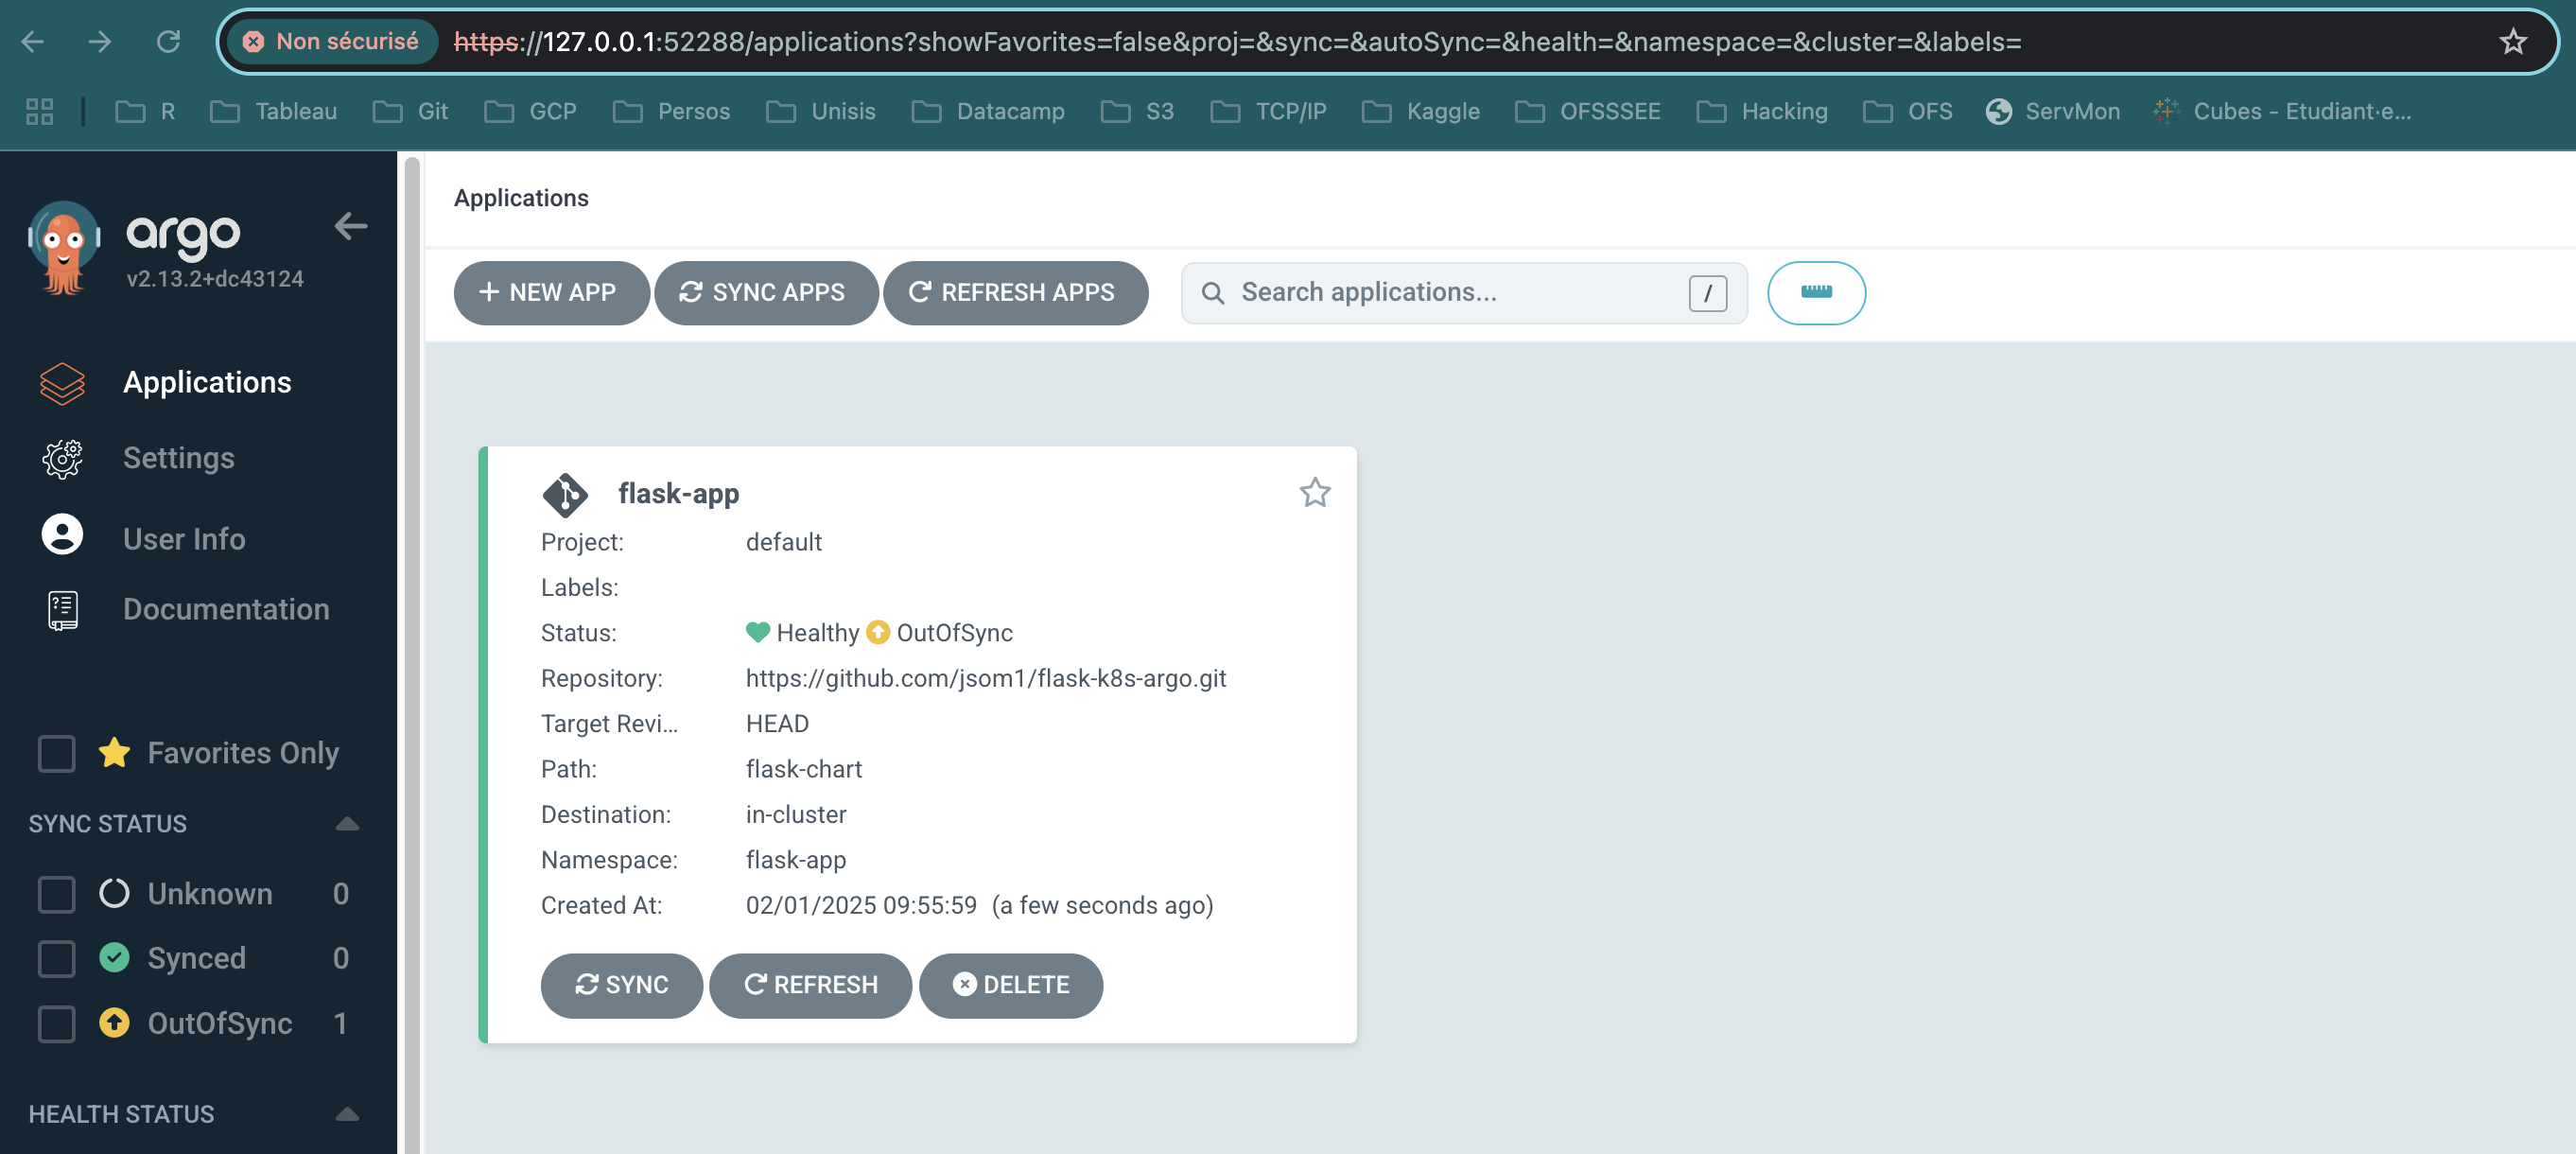 Non sécurisé https://127.0.0.1:52288/applications?showFavorites=false&proj=&sync=&autoSync=&health=&namespace=&cluster=&labels=
R Tableau Git GCP Persos Unisis Datacamp S3 TCP/IP Kaggle OFSSSEE Hacking OFS ServMon Cubes - Etudiant·e...
argo
v2.13.2+dc43124
Applications
Settings
User Info
Documentation
Favorites Only
SYNC STATUS
Unknown 0
Synced 0
OutOfSync 1
HEALTH STATUS
Applications
+ NEW APP SYNC APPS REFRESH APPS Search applications... /
flask-app
Project: default
Labels:
Status: Healthy OutOfSync
Repository: https://github.com/jsom1/flask-k8s-argo.git
Target Revi... HEAD
Path: flask-chart
Destination: in-cluster
Namespace: flask-app
Created At: 02/01/2025 09:55:59 (a few seconds ago)
SYNC REFRESH DELETE